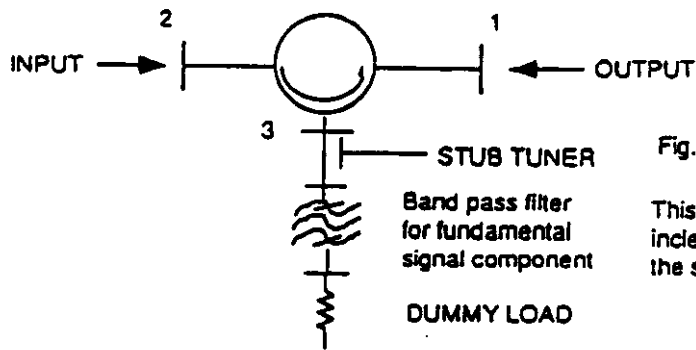 2
1
INPUT
OUTPUT
3
STUB TUNER
Fig.
Band pass filter
for fundamental
signal component
This
the s
DUMMY LOAD